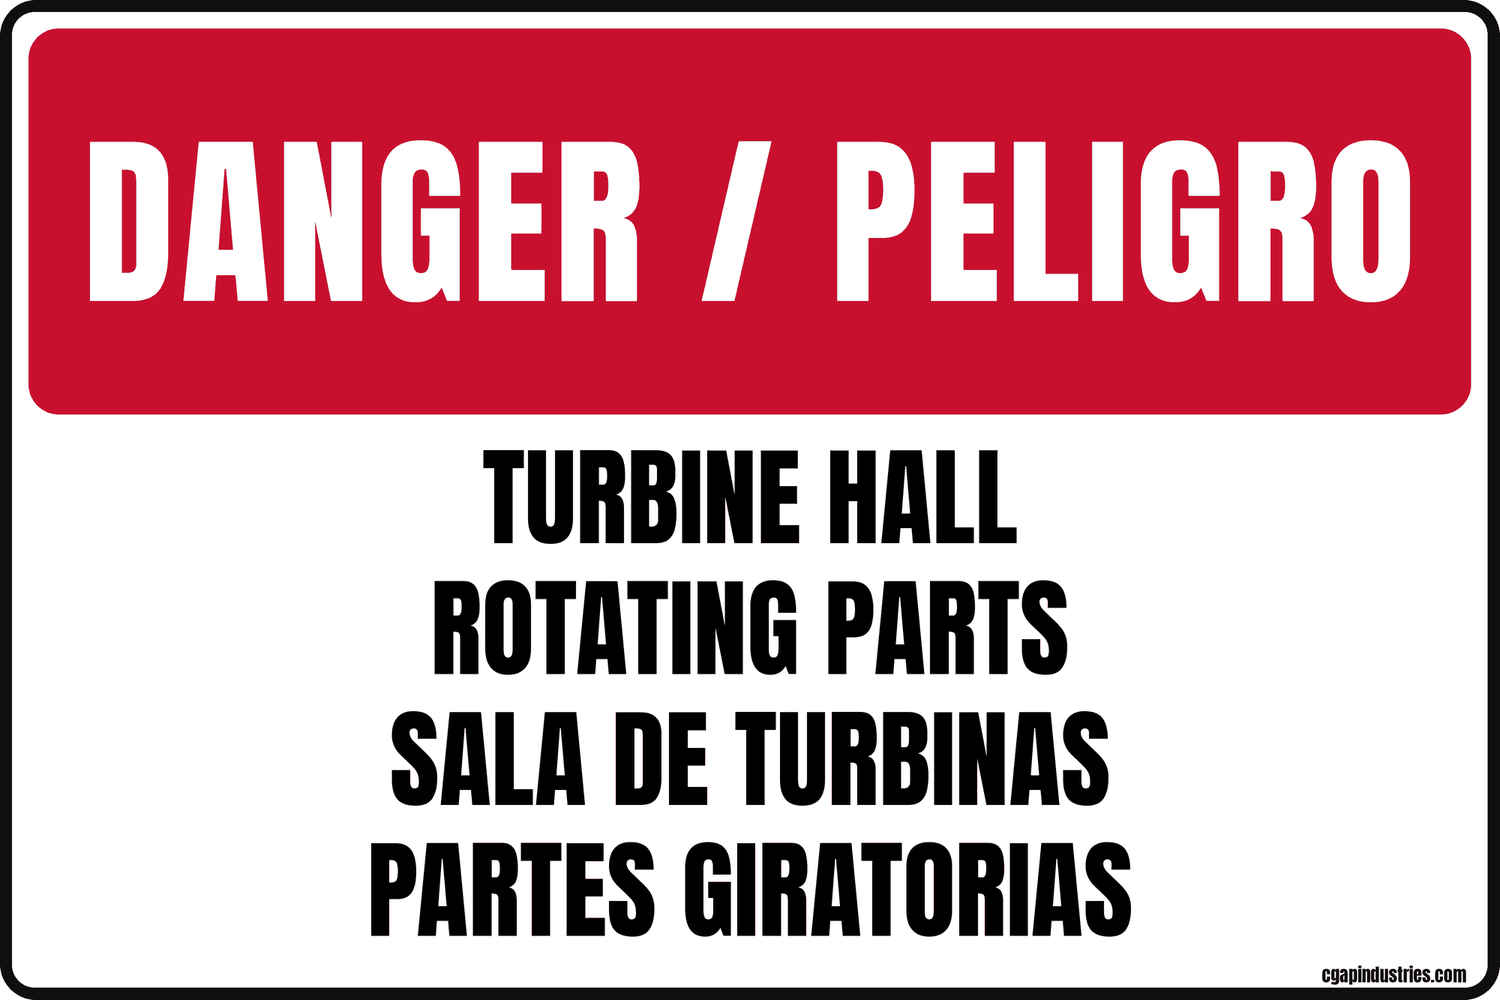 DANGER / PELIGRO
TURBINE HALL
ROTATING PARTS
SALA DE TURBINAS
PARTES GIRATORIAS
cgapindustries.com